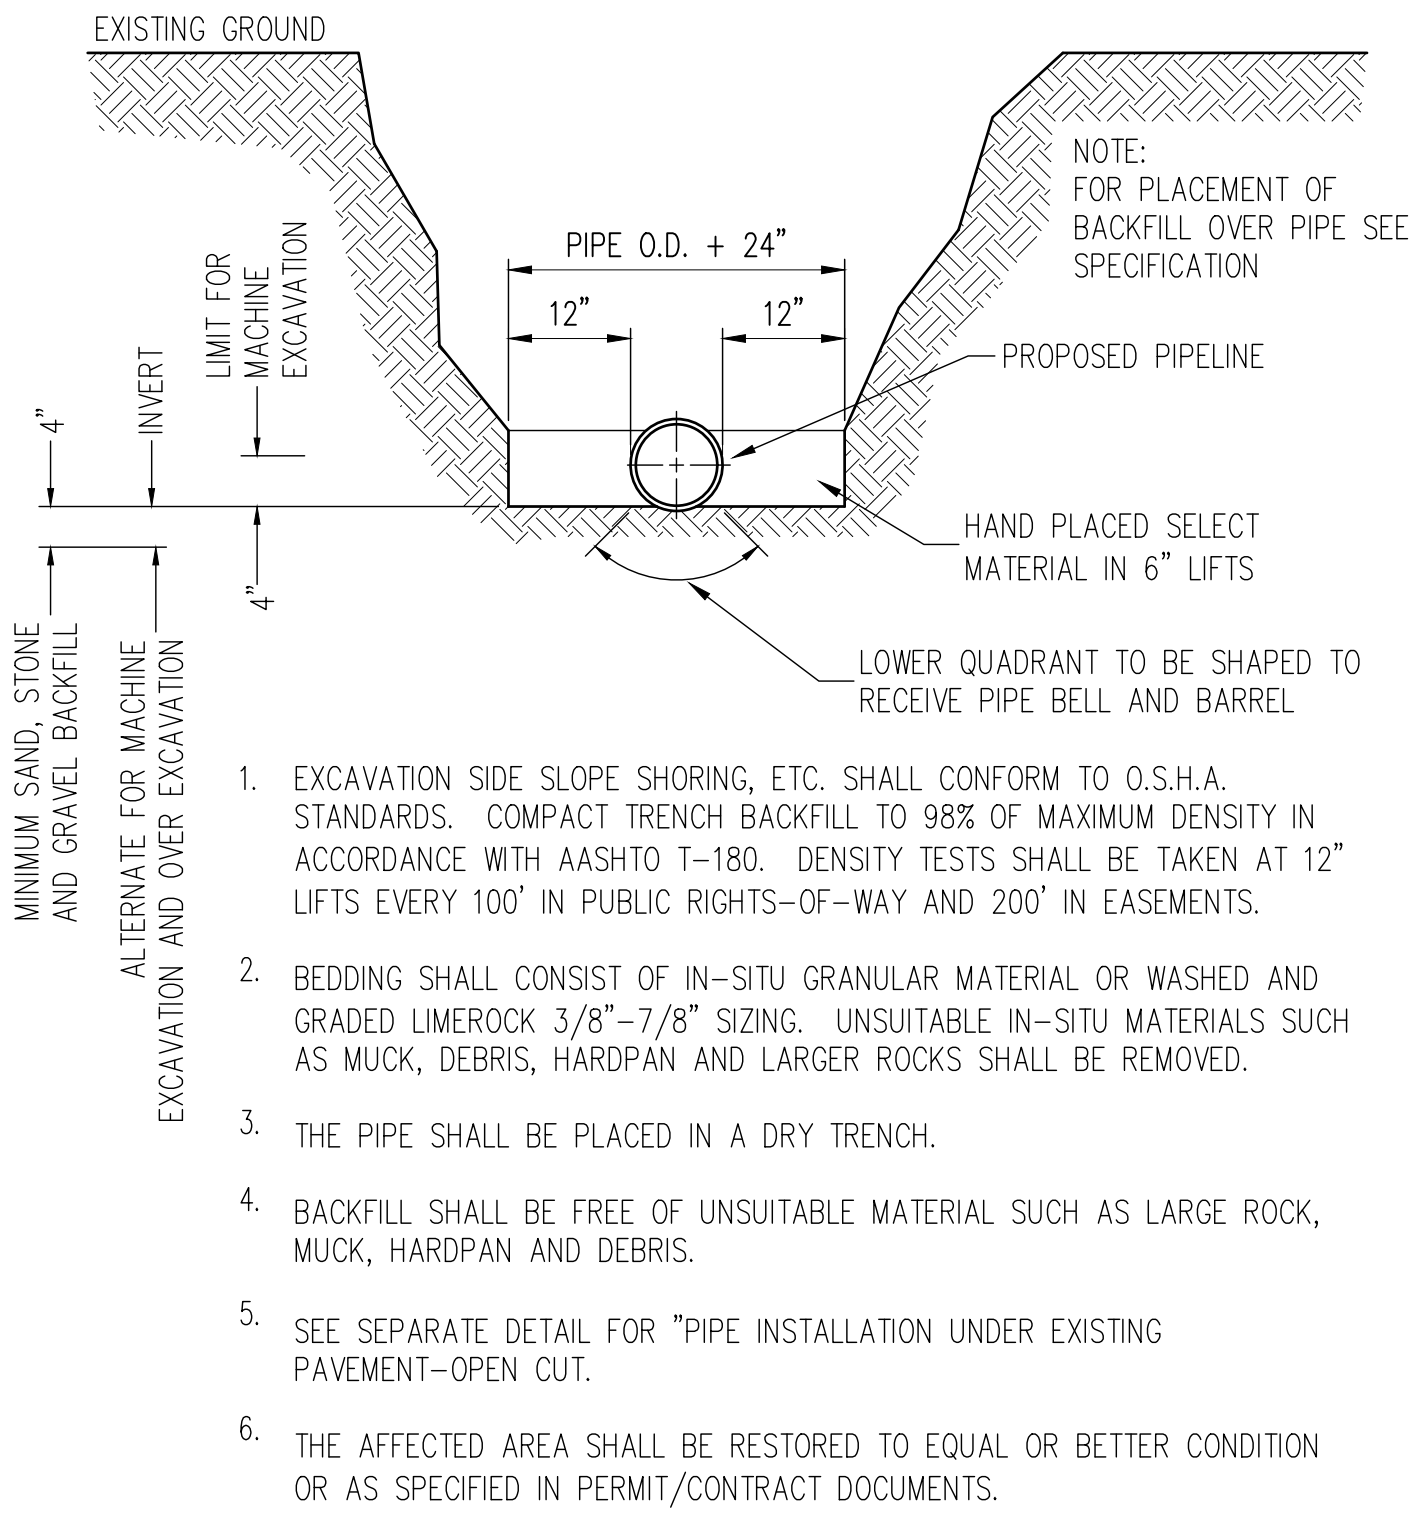 EXISTING GROUND
NOTE:
FOR PLACEMENT OF
BACKFILL OVER PIPE SEE
SPECIFICATION
PIPE O.D. + 24"
12"
12"
LIMIT FOR
MACHINE
EXCAVATION
INVERT
4"
PROPOSED PIPELINE
HAND PLACED SELECT
MATERIAL IN 6" LIFTS
4"
LOWER QUADRANT TO BE SHAPED TO
RECEIVE PIPE BELL AND BARREL
MINIMUM SAND, STONE
AND GRAVEL BACKFILL
ALTERNATE FOR MACHINE
EXCAVATION AND OVER EXCAVATION
1. EXCAVATION SIDE SLOPE SHORING, ETC. SHALL CONFORM TO O.S.H.A.
STANDARDS. COMPACT TRENCH BACKFILL TO 98% OF MAXIMUM DENSITY IN
ACCORDANCE WITH AASHTO T-180. DENSITY TESTS SHALL BE TAKEN AT 12"
LIFTS EVERY 100' IN PUBLIC RIGHTS-OF-WAY AND 200' IN EASEMENTS.
2. BEDDING SHALL CONSIST OF IN-SITU GRANULAR MATERIAL OR WASHED AND
GRADED LIMEROCK 3/8"-7/8" SIZING. UNSUITABLE IN-SITU MATERIALS SUCH
AS MUCK, DEBRIS, HARDPAN AND LARGER ROCKS SHALL BE REMOVED.
3. THE PIPE SHALL BE PLACED IN A DRY TRENCH.
4. BACKFILL SHALL BE FREE OF UNSUITABLE MATERIAL SUCH AS LARGE ROCK,
MUCK, HARDPAN AND DEBRIS.
5. SEE SEPARATE DETAIL FOR "PIPE INSTALLATION UNDER EXISTING
PAVEMENT-OPEN CUT.
6. THE AFFECTED AREA SHALL BE RESTORED TO EQUAL OR BETTER CONDITION
OR AS SPECIFIED IN PERMIT/CONTRACT DOCUMENTS.